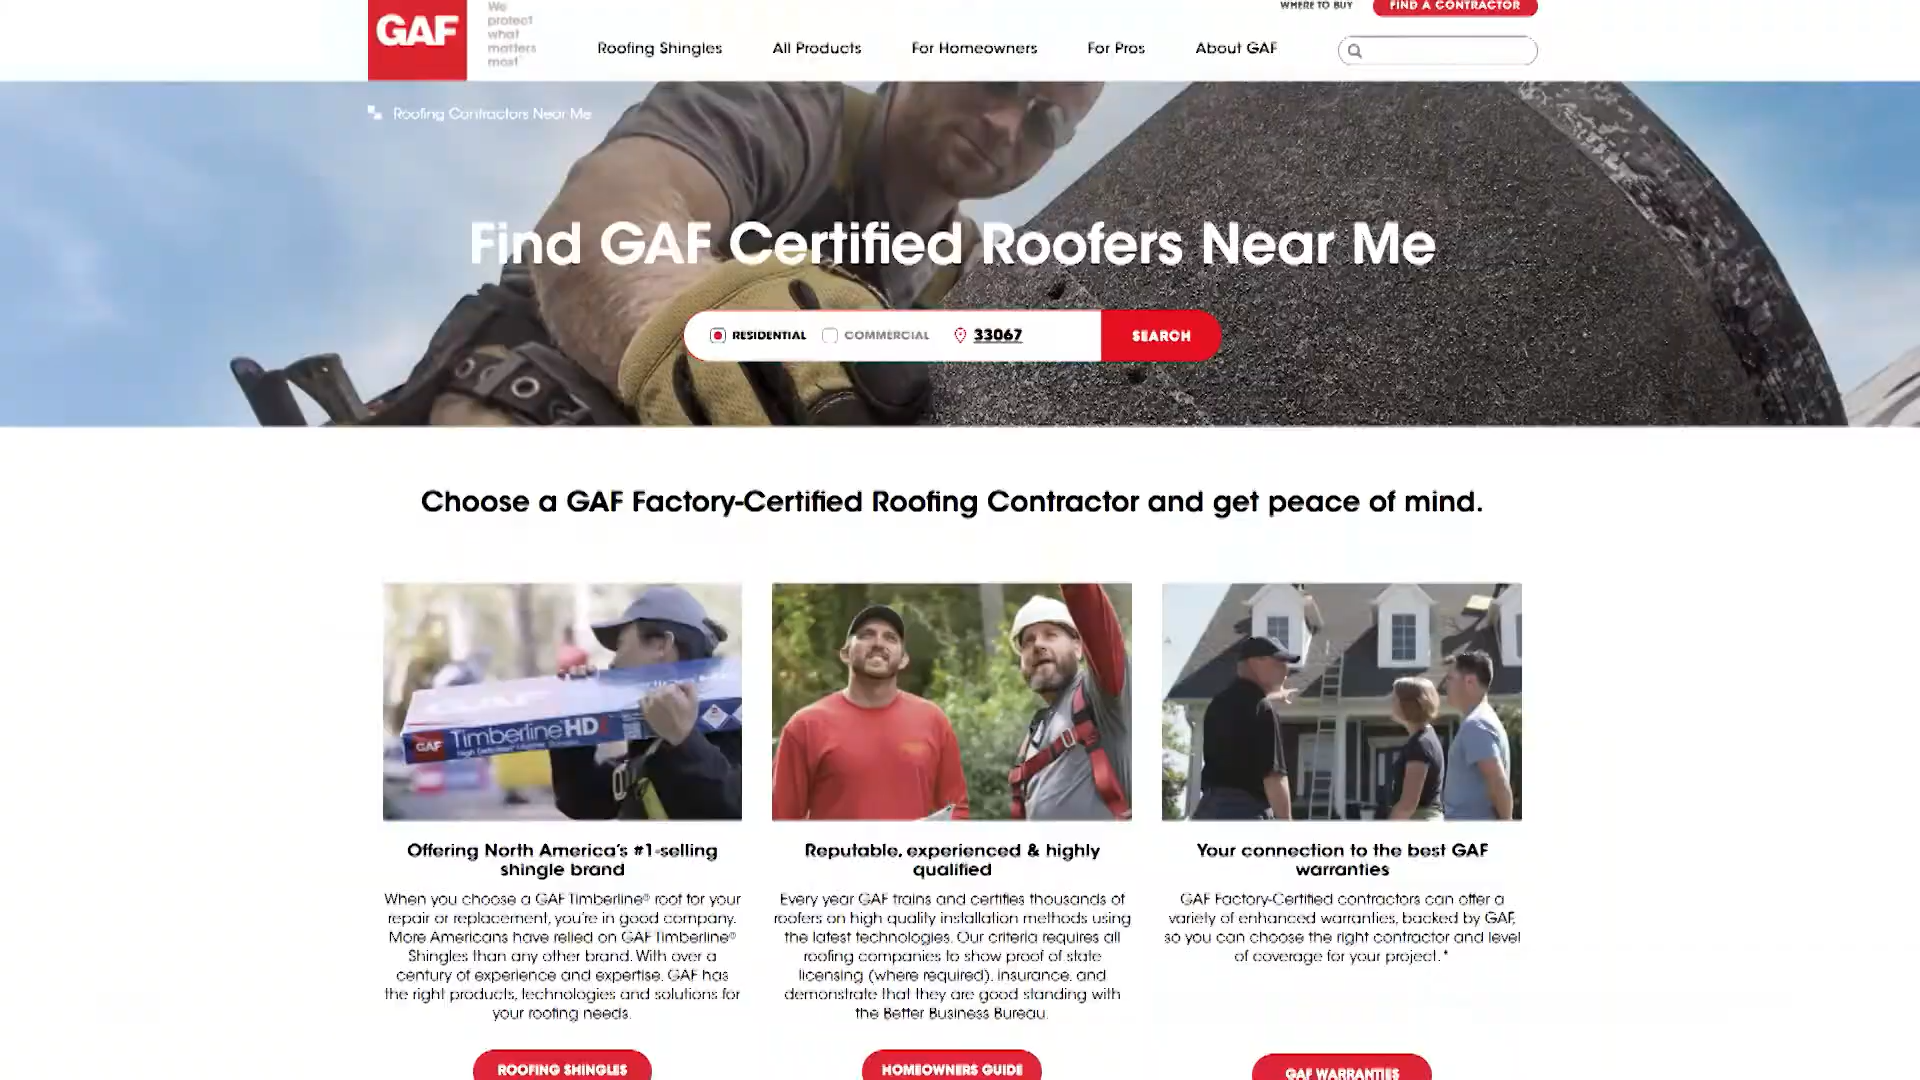 GAF
We
protect
what
matters
most
WHERE TO BUY
FIND A CONTRACTOR
Roofing Shingles
All Products
For Homeowners
For Pros
About GAF
Roofing Contractors Near Me
Find GAF Certified Roofers Near Me
RESIDENTIAL
COMMERCIAL
33067
SEARCH
Choose a GAF Factory-Certified Roofing Contractor and get peace of mind.
GAF Timberline HD
Offering North America's #1-selling
shingle brand
When you choose a GAF Timberline® roof for your
repair or replacement, you're in good company.
More Americans have relied on GAF Timberline®
Shingles than any other brand. With over a
century of experience and expertise, GAF has
the right products, technologies and solutions for
your roofing needs.
ROOFING SHINGLES
Reputable, experienced & highly
qualified
Every year GAF trains and certifies thousands of
roofers on high quality installation methods using
the latest technologies. Our criteria requires all
roofing companies to show proof of state
licensing (where required), insurance, and
demonstrate that they are good standing with
the Better Business Bureau.
HOMEOWNERS GUIDE
Your connection to the best GAF
warranties
GAF Factory-Certified contractors can offer a
variety of enhanced warranties, backed by GAF,
so you can choose the right contractor and level
of coverage for your project.*
GAF WARRANTIES